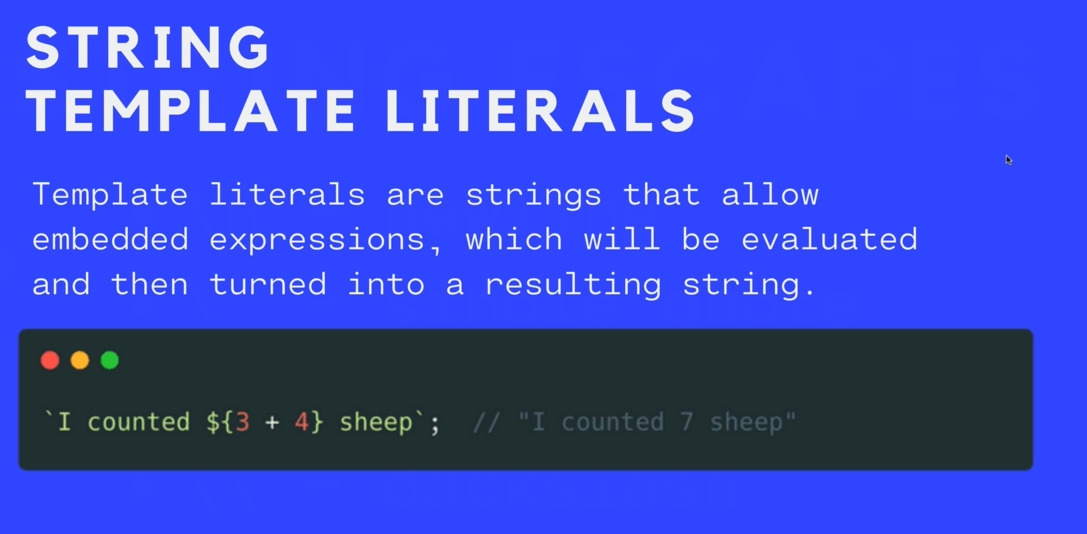 STRING
TEMPLATE LITERALS
Template literals are strings that allow
embedded expressions, which will be evaluated
and then turned into a resulting string.
`I counted ${3 + 4} sheep`;  // "I counted 7 sheep"